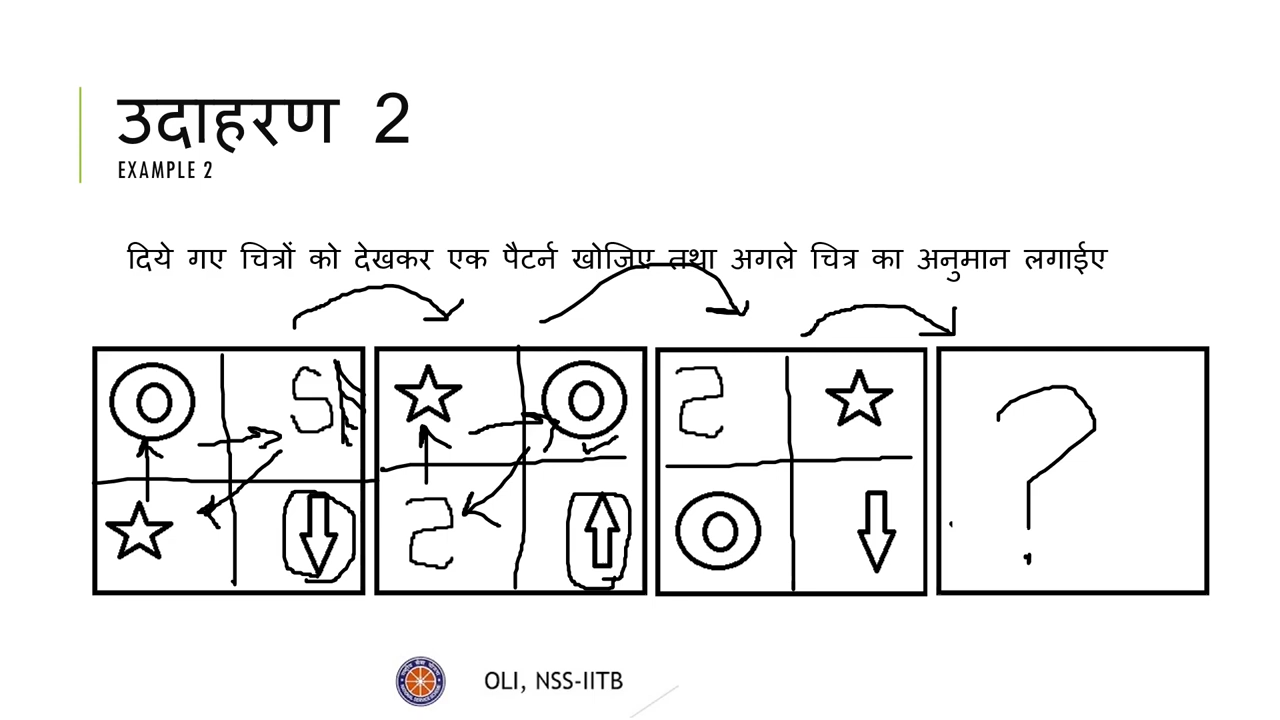 उदाहरण 2
EXAMPLE 2
दिये गए चित्रों को देखकर एक पैटर्न खोजिए तथा अगले चित्र का अनुमान लगाईए
S
S
S
?
OLI, NSS-IITB